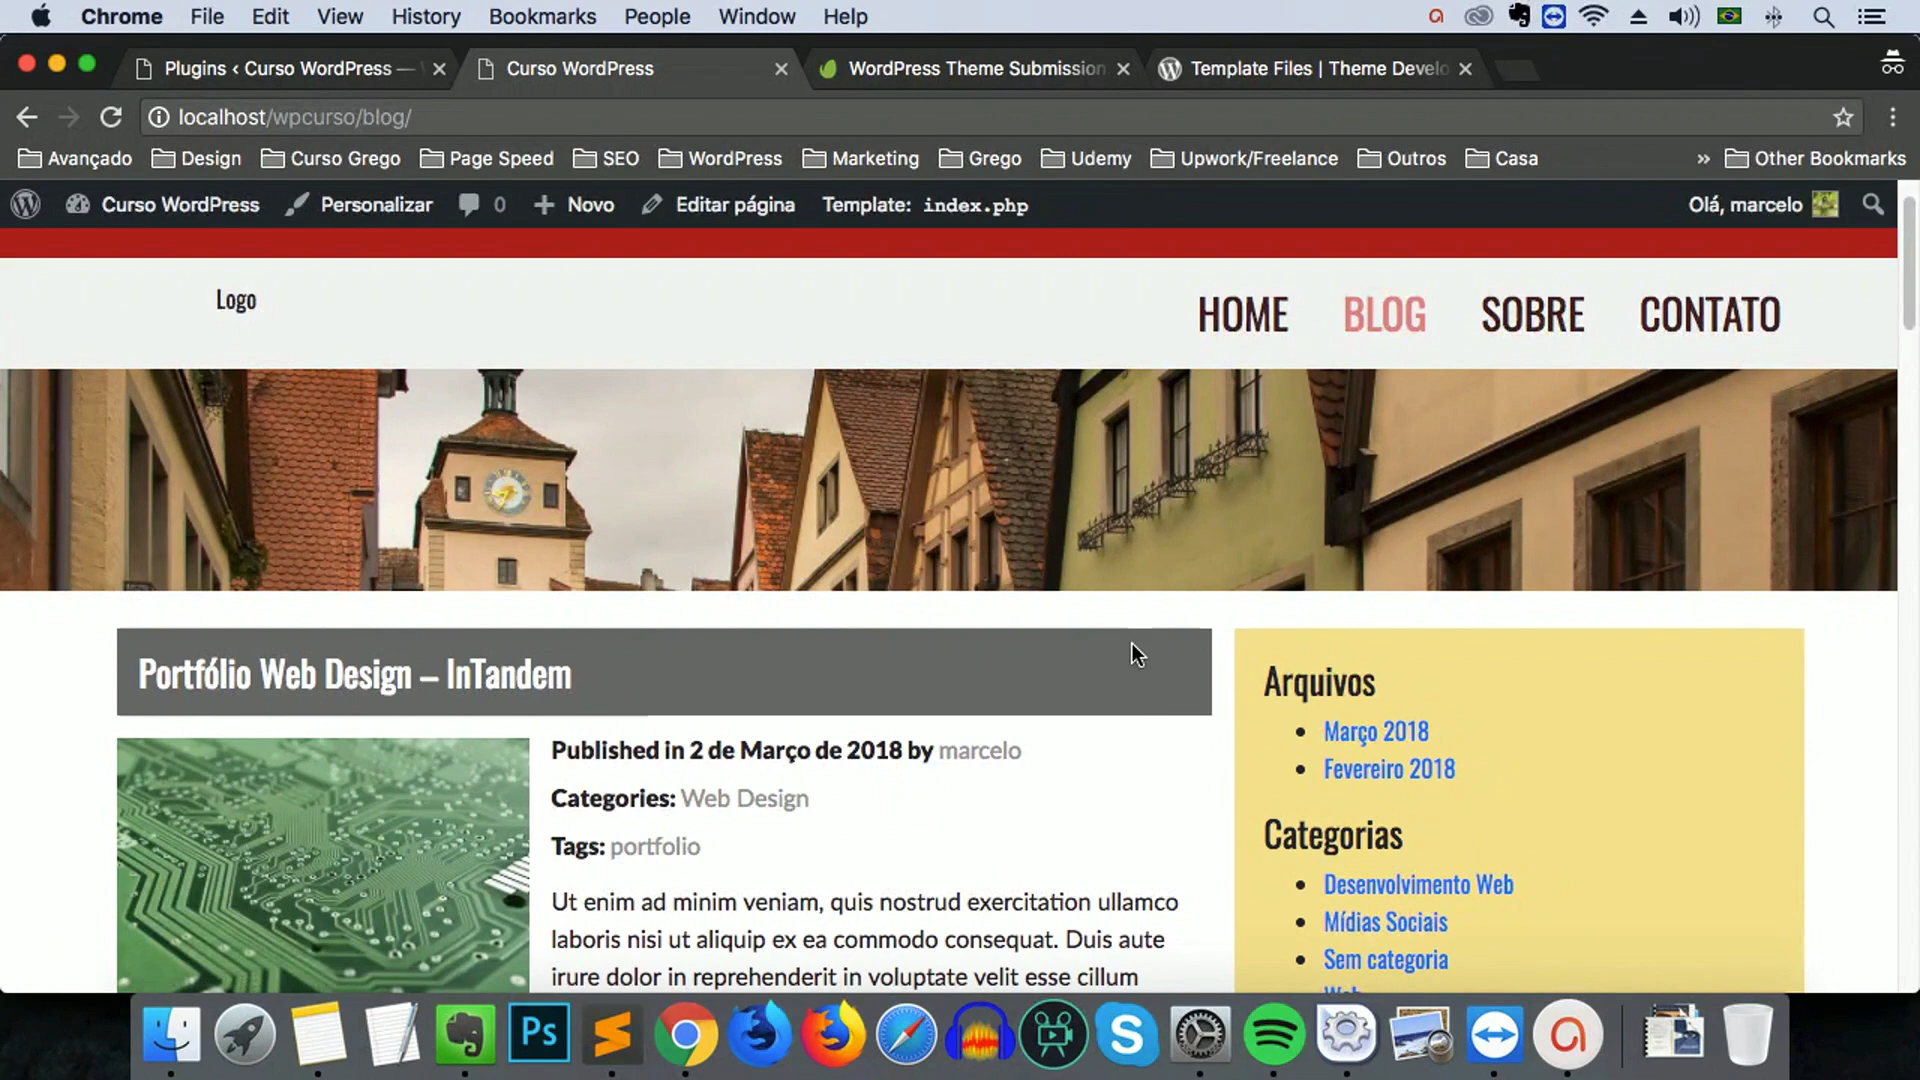 Chrome File Edit View History Bookmarks People Window Help
Plugins ‹ Curso WordPress —
Curso WordPress
WordPress Theme Submission
Template Files | Theme Develo
localhost/wpcurso/blog/
Avançado Design Curso Grego Page Speed SEO WordPress Marketing Grego Udemy Upwork/Freelance Outros Casa » Other Bookmarks
Curso WordPress Personalizar 0 Novo Editar página Template: index.php Olá, marcelo
Logo
HOME BLOG SOBRE CONTATO
Portfólio Web Design – InTandem
Published in 2 de Março de 2018 by marcelo
Categories: Web Design
Tags: portfolio
Ut enim ad minim veniam, quis nostrud exercitation ullamco
laboris nisi ut aliquip ex ea commodo consequat. Duis aute
irure dolor in reprehenderit in voluptate velit esse cillum
Arquivos
Março 2018
Fevereiro 2018
Categorias
Desenvolvimento Web
Mídias Sociais
Sem categoria
Ps